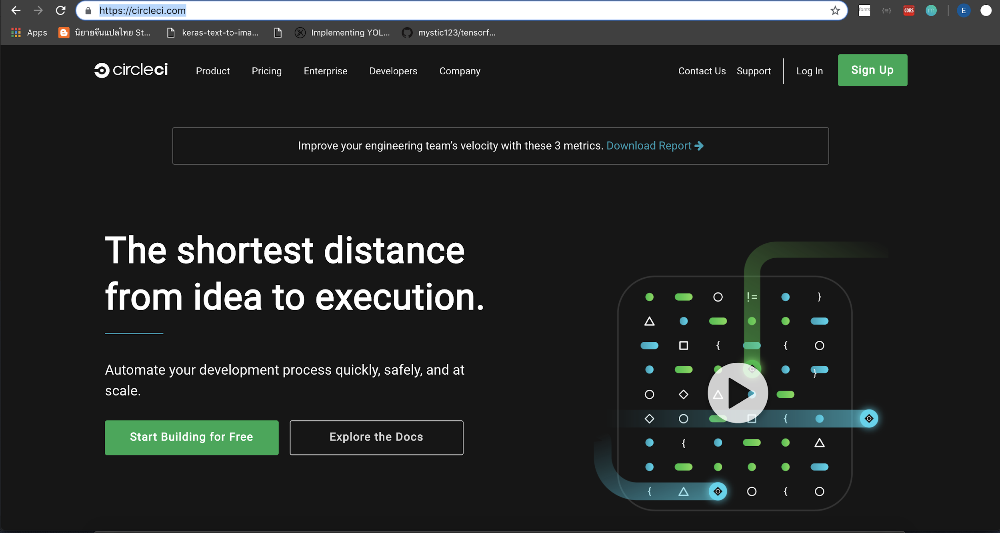 https://circleci.com
fonts
{=}
CORS
m
E
Apps
นิยายจีนแปลไทย St...
keras-text-to-ima...
Implementing YOL...
mystic123/tensorf...
circleci
Product
Pricing
Enterprise
Developers
Company
Contact Us
Support
Log In
Sign Up
Improve your engineering team’s velocity with these 3 metrics. Download Report
The shortest distance
from idea to execution.
Automate your development process quickly, safely, and at
scale.
Start Building for Free
Explore the Docs
!= }
{ {
}
{
{
{ {